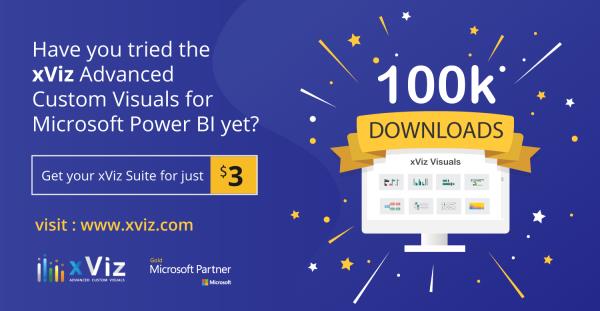 Have you tried the
xViz Advanced
Custom Visuals for
Microsoft Power BI yet?
Get your xViz Suite for just $3
visit : www.xviz.com
xViz
ADVANCED CUSTOM VISUALS
Gold
Microsoft Partner
Microsoft
100k
DOWNLOADS
xViz Visuals